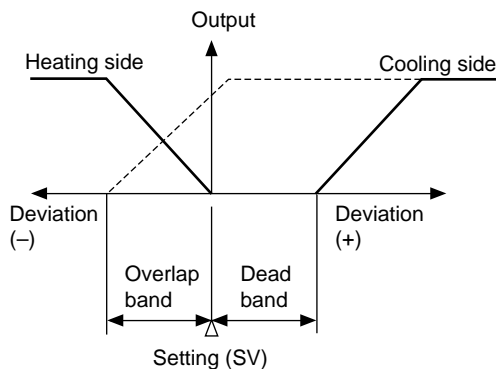 Output
Heating side
Cooling side
Deviation
(–)
Deviation
(+)
Overlap
band
Dead
band
Setting (SV)